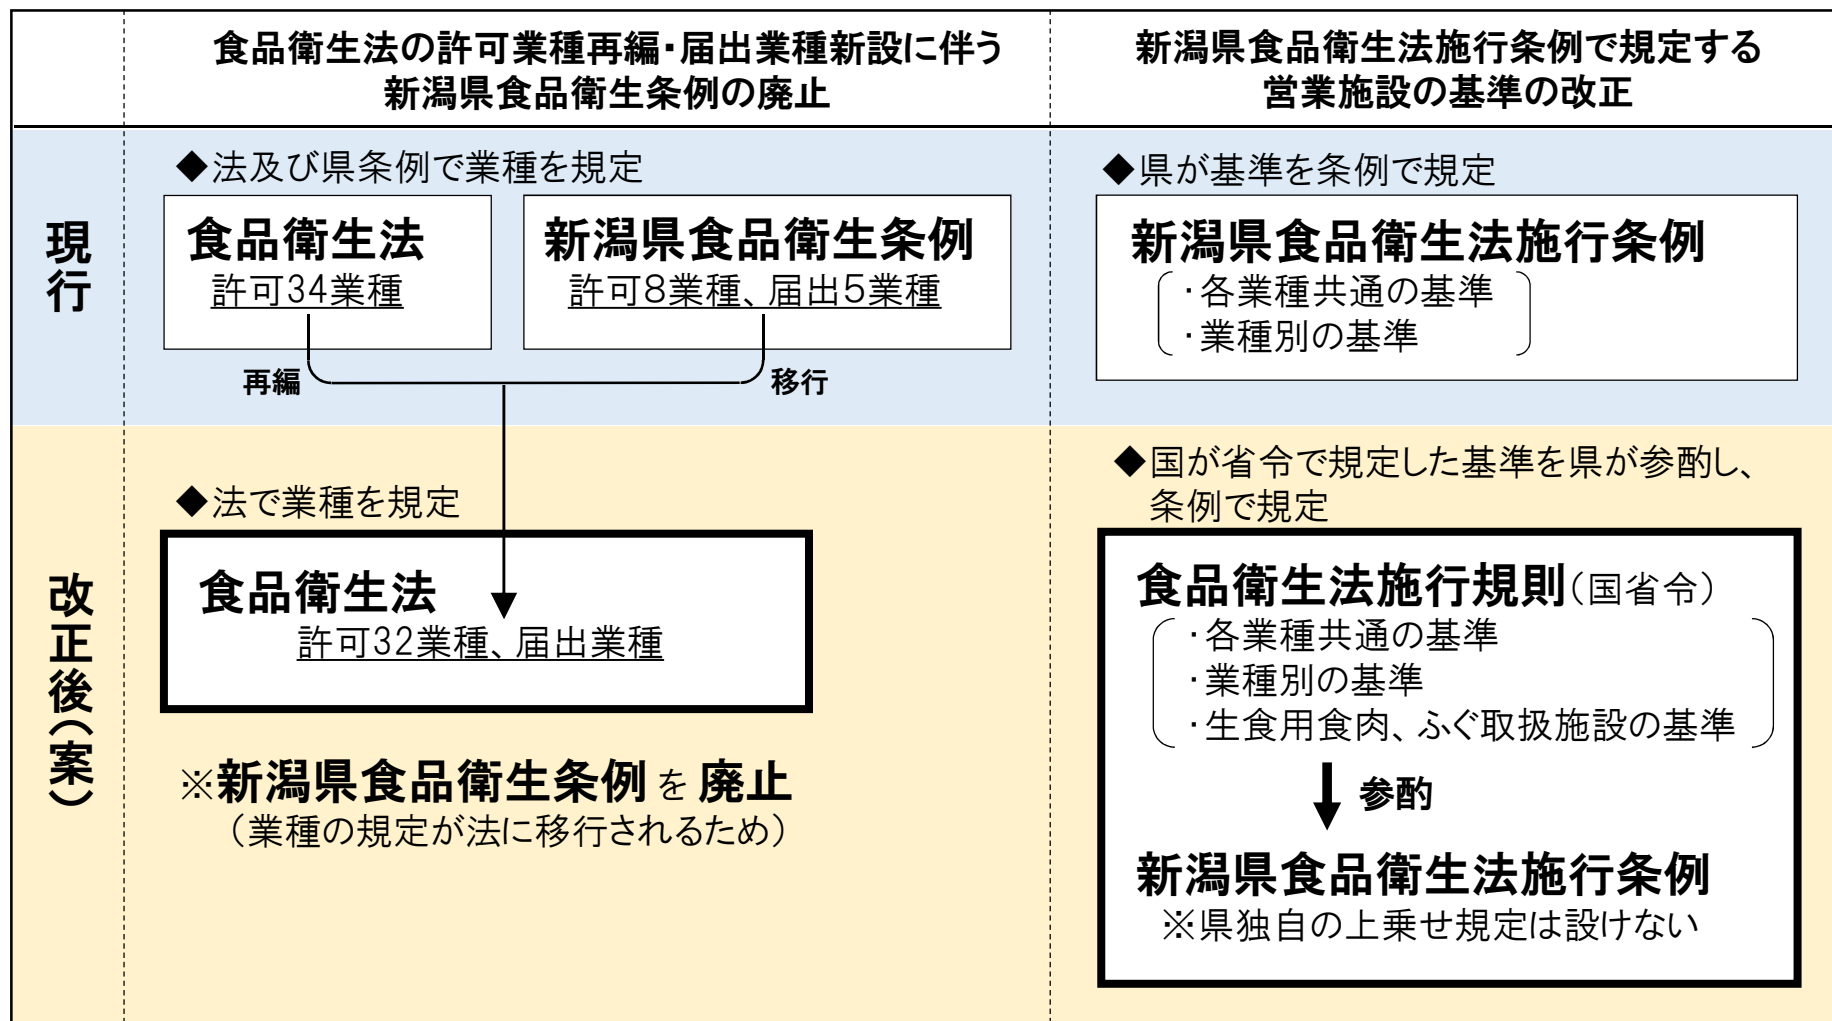 食品衛生法の許可業種再編・届出業種新設に伴う
新潟県食品衛生条例の廃止
新潟県食品衛生法施行条例で規定する
営業施設の基準の改正
現行
◆法及び県条例で業種を規定
食品衛生法
許可34業種
新潟県食品衛生条例
許可8業種、届出5業種
再編
移行
◆県が基準を条例で規定
新潟県食品衛生法施行条例
・各業種共通の基準
・業種別の基準
改正後(案)
◆法で業種を規定
食品衛生法
許可32業種、届出業種
※新潟県食品衛生条例 を 廃止
（業種の規定が法に移行されるため）
◆国が省令で規定した基準を県が参酌し、
条例で規定
食品衛生法施行規則（国省令）
・各業種共通の基準
・業種別の基準
・生食用食肉、ふぐ取扱施設の基準
参酌
新潟県食品衛生法施行条例
※県独自の上乗せ規定は設けない